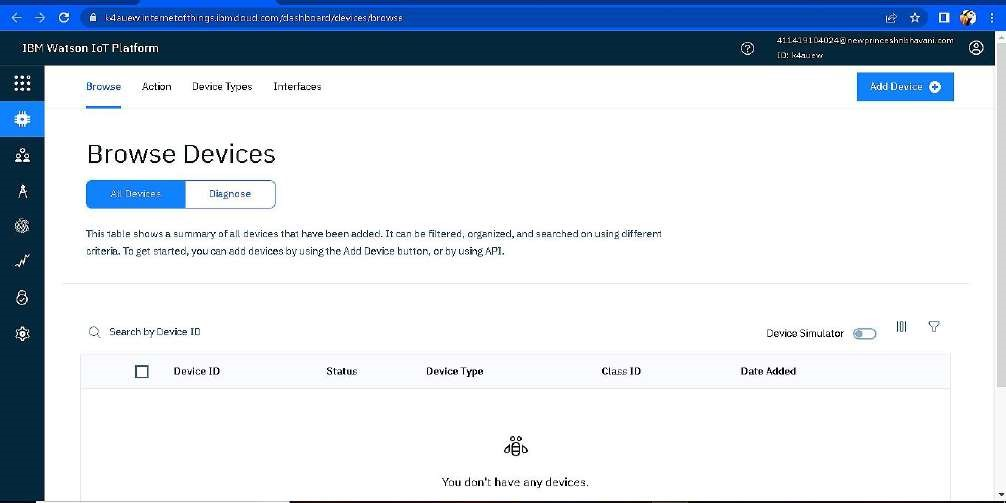 k4auew.internetofthings.ibmcloud.com/dashboard/devices/browse
IBM Watson IoT Platform
411419104024@newprinceshribhavani.com
ID: k4auew
Browse Action Device Types Interfaces
Add Device
Browse Devices
All Devices Diagnose
This table shows a summary of all devices that have been added. It can be filtered, organized, and searched on using different
criteria. To get started, you can add devices by using the Add Device button, or by using API.
Search by Device ID
Device Simulator
Device ID Status Device Type Class ID Date Added
You don't have any devices.